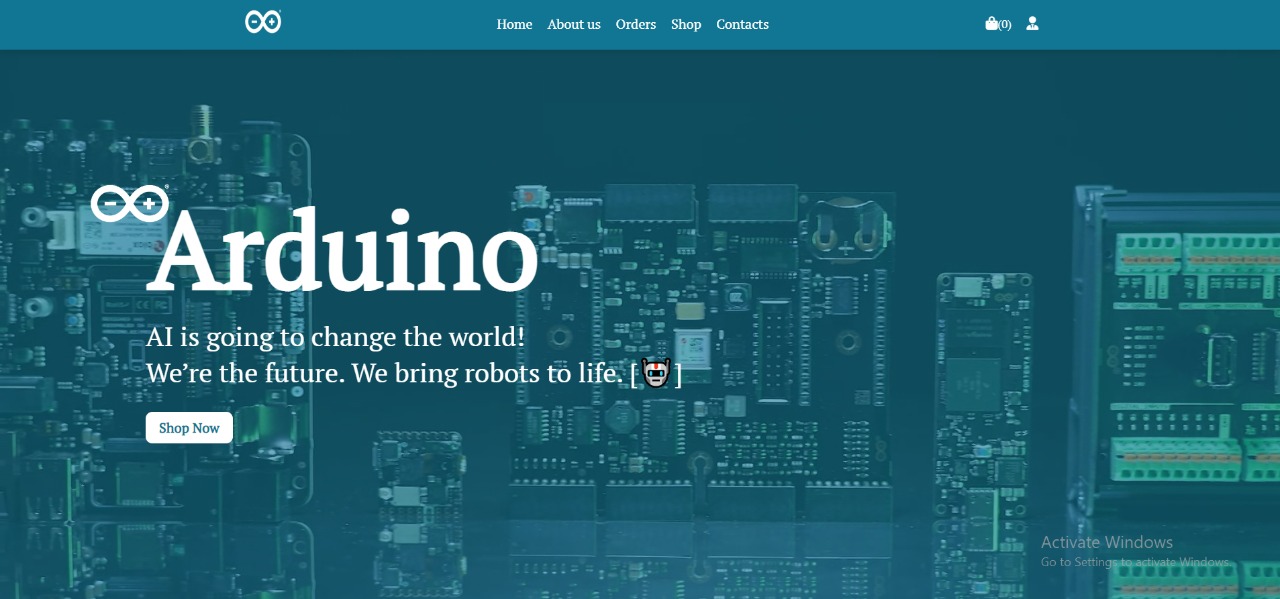 Home About us Orders Shop Contacts (0)
Arduino
AI is going to change the world!
We’re the future. We bring robots to life. [ ]
Shop Now
Activate Windows
Go to Settings to activate Windows.